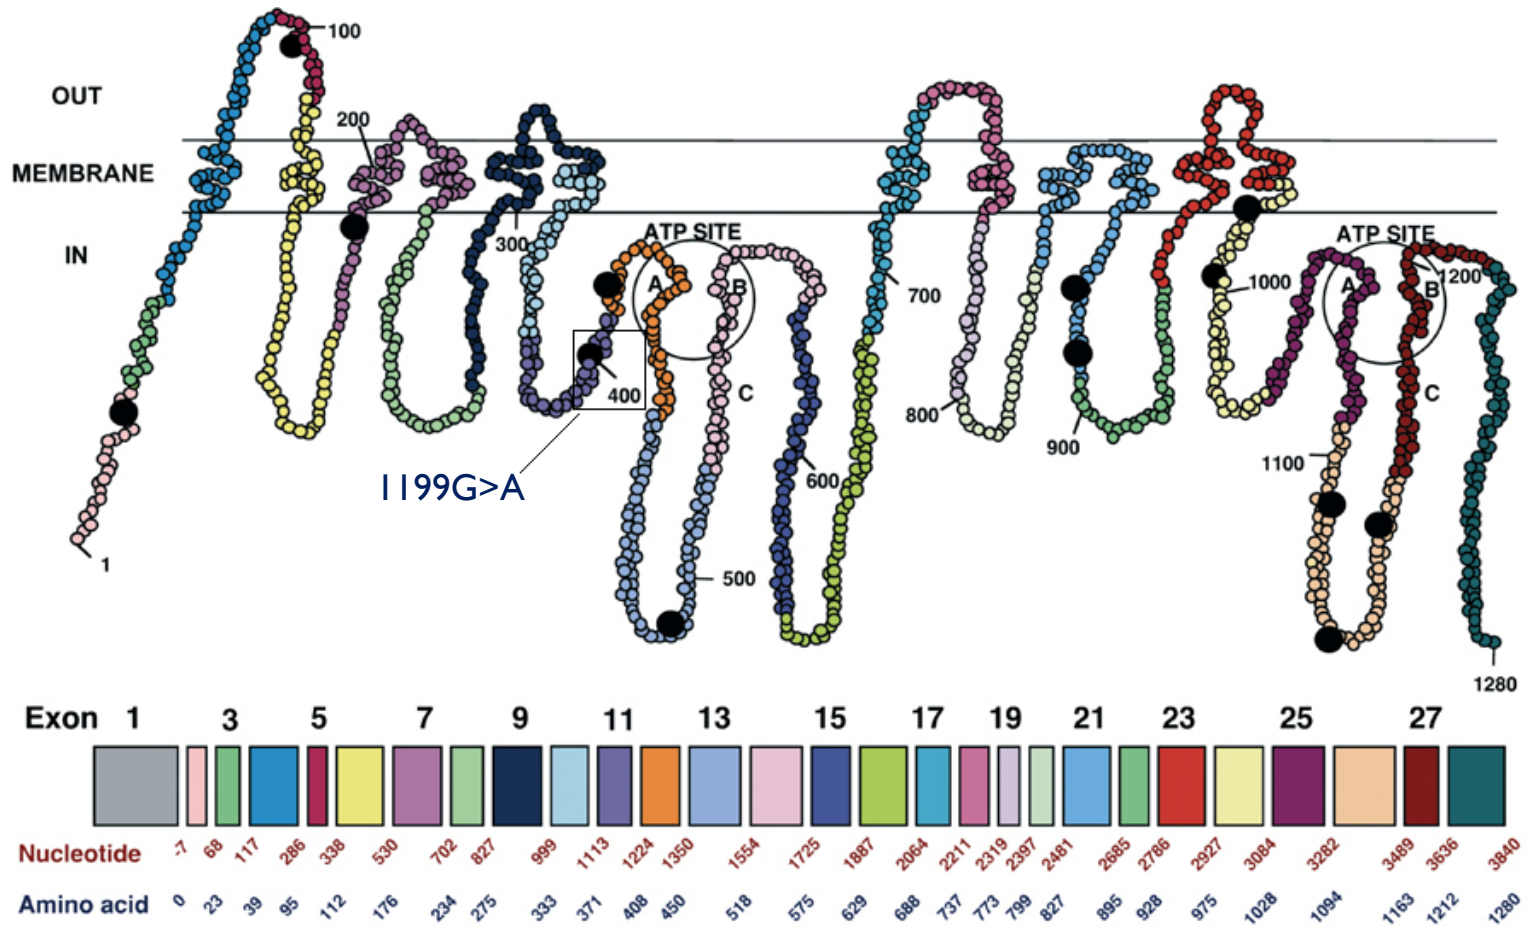 100
OUT
200
MEMBRANE
IN
300
ATP SITE
A
B
400
C
1199G>A
1
500
600
700
800
900
1000
ATP SITE
A
B
1200
C
1100
1280
Exon 1 3 5 7 9 11 13 15 17 19 21 23 25 27
Nucleotide -7 68 117 286 338 530 702 827 999 1113 1224 1350 1554 1725 1887 2064 2211 2319 2397 2481 2685 2786 2927 3084 3282 3489 3636 3840
Amino acid 0 23 39 95 112 176 234 275 333 371 408 450 518 575 629 688 737 773 799 827 895 928 975 1028 1094 1163 1212 1280